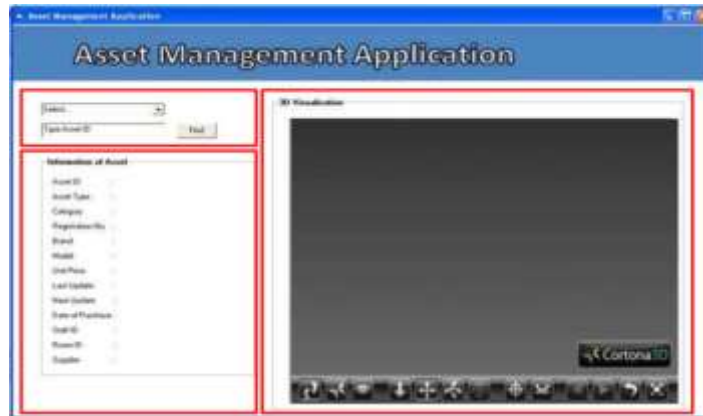 Asset Management Application
Asset Management Application
Select...
Type Asset ID
Find
3D Visualisation
Information of Asset
Asset ID :
Asset Type :
Category :
Registration No. :
Brand :
Model :
Unit Price :
Last Update :
Next Update :
Date of Purchase :
Staff ID :
Room ID :
Supplier :
Cortona3D